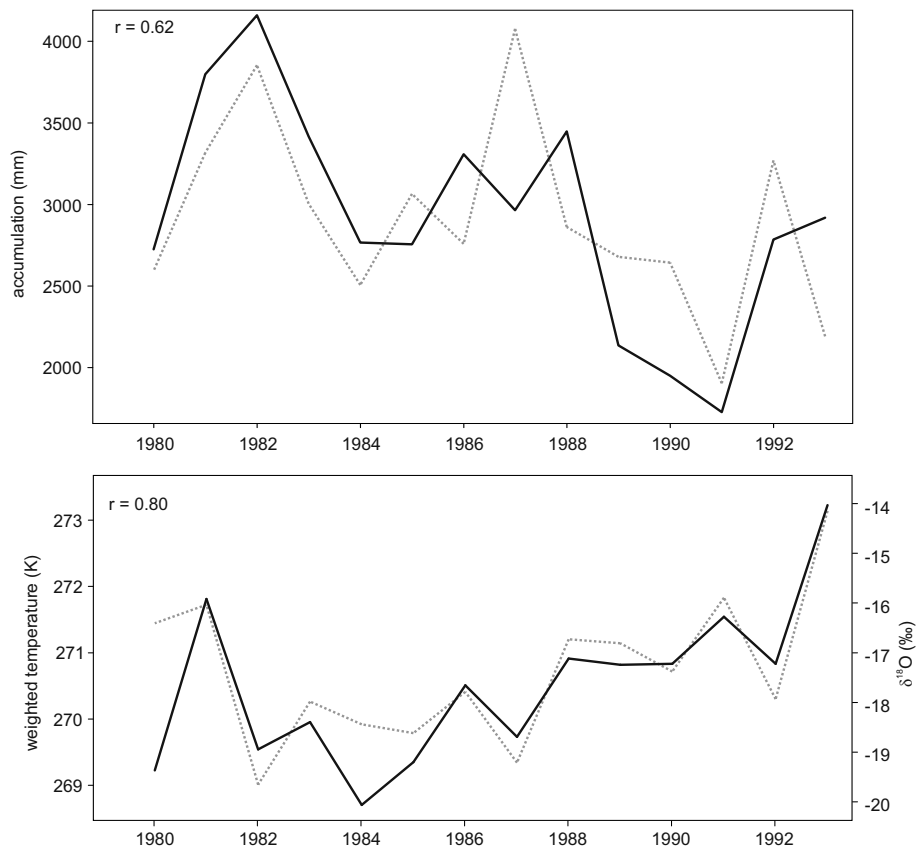 r = 0.62
accumulation (mm)
4000
3500
3000
2500
2000
1980 1982 1984 1986 1988 1990 1992
r = 0.80
weighted temperature (K)
273
272
271
270
269
-14
-15
-16
-17
-18
-19
-20
δ¹⁸O (‰)
1980 1982 1984 1986 1988 1990 1992